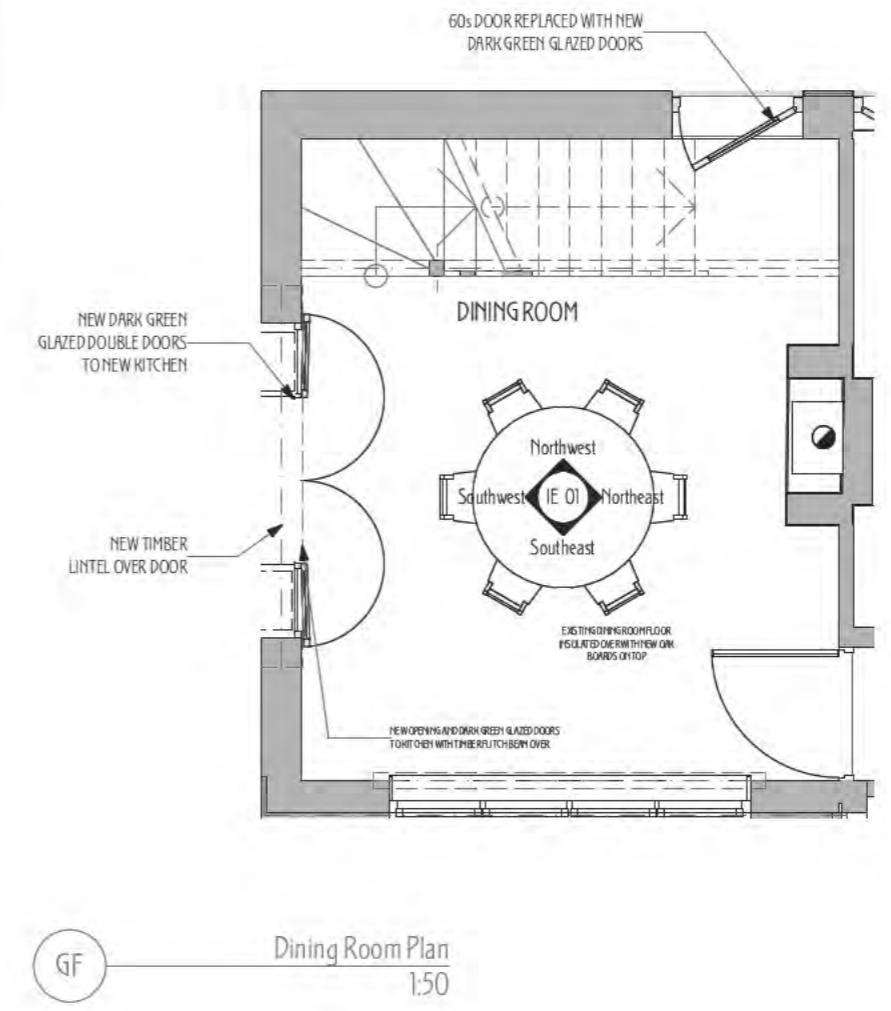 60s DOOR REPLACED WITH NEW
DARK GREEN GLAZED DOORS
DINING ROOM
NEW DARK GREEN
GLAZED DOUBLE DOORS
TO NEW KITCHEN
Northwest
Southwest
IE 01
Northeast
Southeast
NEW TIMBER
LINTEL OVER DOOR
EXISTING DINING ROOM FLOOR
INSULATED OVER WITH NEW OAK
BOARDS ON TOP
NEW OPENING AND DARK GREEN GLAZED DOORS
TO KITCHEN WITH TIMBER FLITCH BEAM OVER
GF
Dining Room Plan
1:50